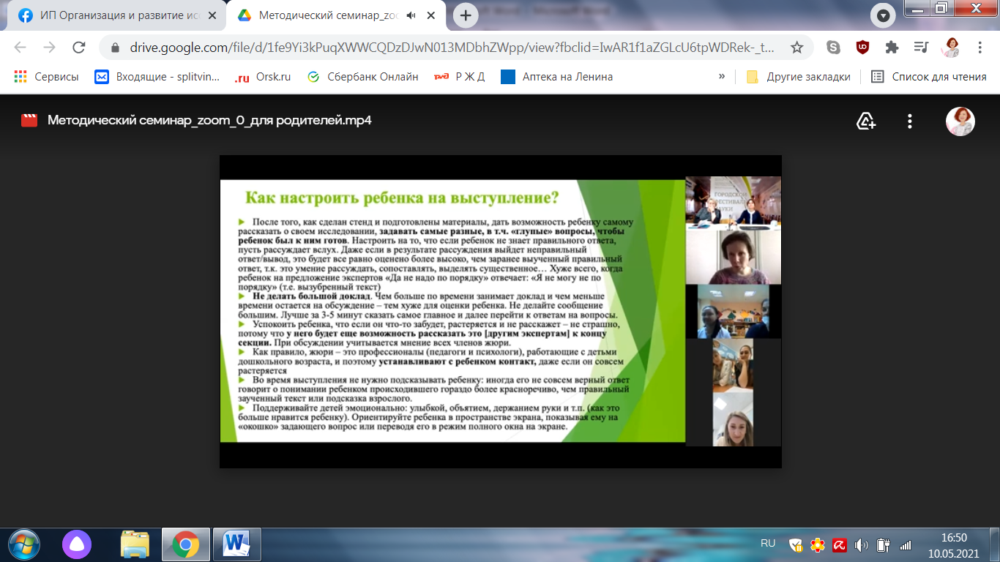 ИП Организация и развитие исс
Методический семинар_zoo
drive.google.com/file/d/1fe9Yi3kPuqXWWCQDzDJwN013MDbhZWpp/view?fbclid=IwAR1f1aZGLcU6tpWDRek-_t...
Сервисы
Входящие - splitvin...
.ru Orsk.ru
Сбербанк Онлайн
ржд Р Ж Д
Аптека на Ленина
»
Другие закладки
Список для чтения
Методический семинар_zoom_0_для родителей.mp4
Как настроить ребенка на выступление?
После того, как сделан стенд и подготовлены материалы, дать возможность ребенку самому
рассказать о своем исследовании, задавать самые разные, в т.ч. «глупые» вопросы, чтобы
ребенок был к ним готов. Настроить на то, что если ребенок не знает правильного ответа,
пусть рассуждает вслух. Даже если в результате рассуждения выйдет неправильный
ответ/вывод, это будет все равно оценено более высоко, чем заранее выученный правильный
ответ, т.к. это умение рассуждать, сопоставлять, выделять существенное… Хуже всего, когда
ребенок на предложение экспертов «Да не надо по порядку» отвечает: «Я не могу не по
порядку» (т.е. вызубренный текст)
Не делать большой доклад. Чем больше по времени занимает доклад и чем меньше
времени остается на обсуждение – тем хуже для оценки ребенка. Не делайте сообщение
большим. Лучше за 3-5 минут сказать самое главное и далее перейти к ответам на вопросы.
Успокоить ребенка, что если он что-то забудет, растеряется и не расскажет – не страшно,
потому что у него будет еще возможность рассказать это [другим экспертам] к концу
секции. При обсуждении учитывается мнение всех членов жюри.
Как правило, жюри – это профессионалы (педагоги и психологи), работающие с детьми
дошкольного возраста, и поэтому устанавливают с ребенком контакт, даже если он совсем
растеряется
Во время выступления не нужно подсказывать ребенку: иногда его не совсем верный ответ
говорит о понимании ребенком происходившего гораздо более красноречиво, чем правильный
заученный текст или подсказка взрослого.
Поддерживайте детей эмоционально: улыбкой, объятием, держанием руки и т.п. (как это
больше нравится ребенку). Ориентируйте ребенка в пространстве экрана, показывая ему на
«окошко» задающего вопрос или переводя его в режим полного окна на экране.
ГОРОДСКОЙ
ФЕСТИВАЛЬ
НАУКИ
RU
16:50
10.05.2021